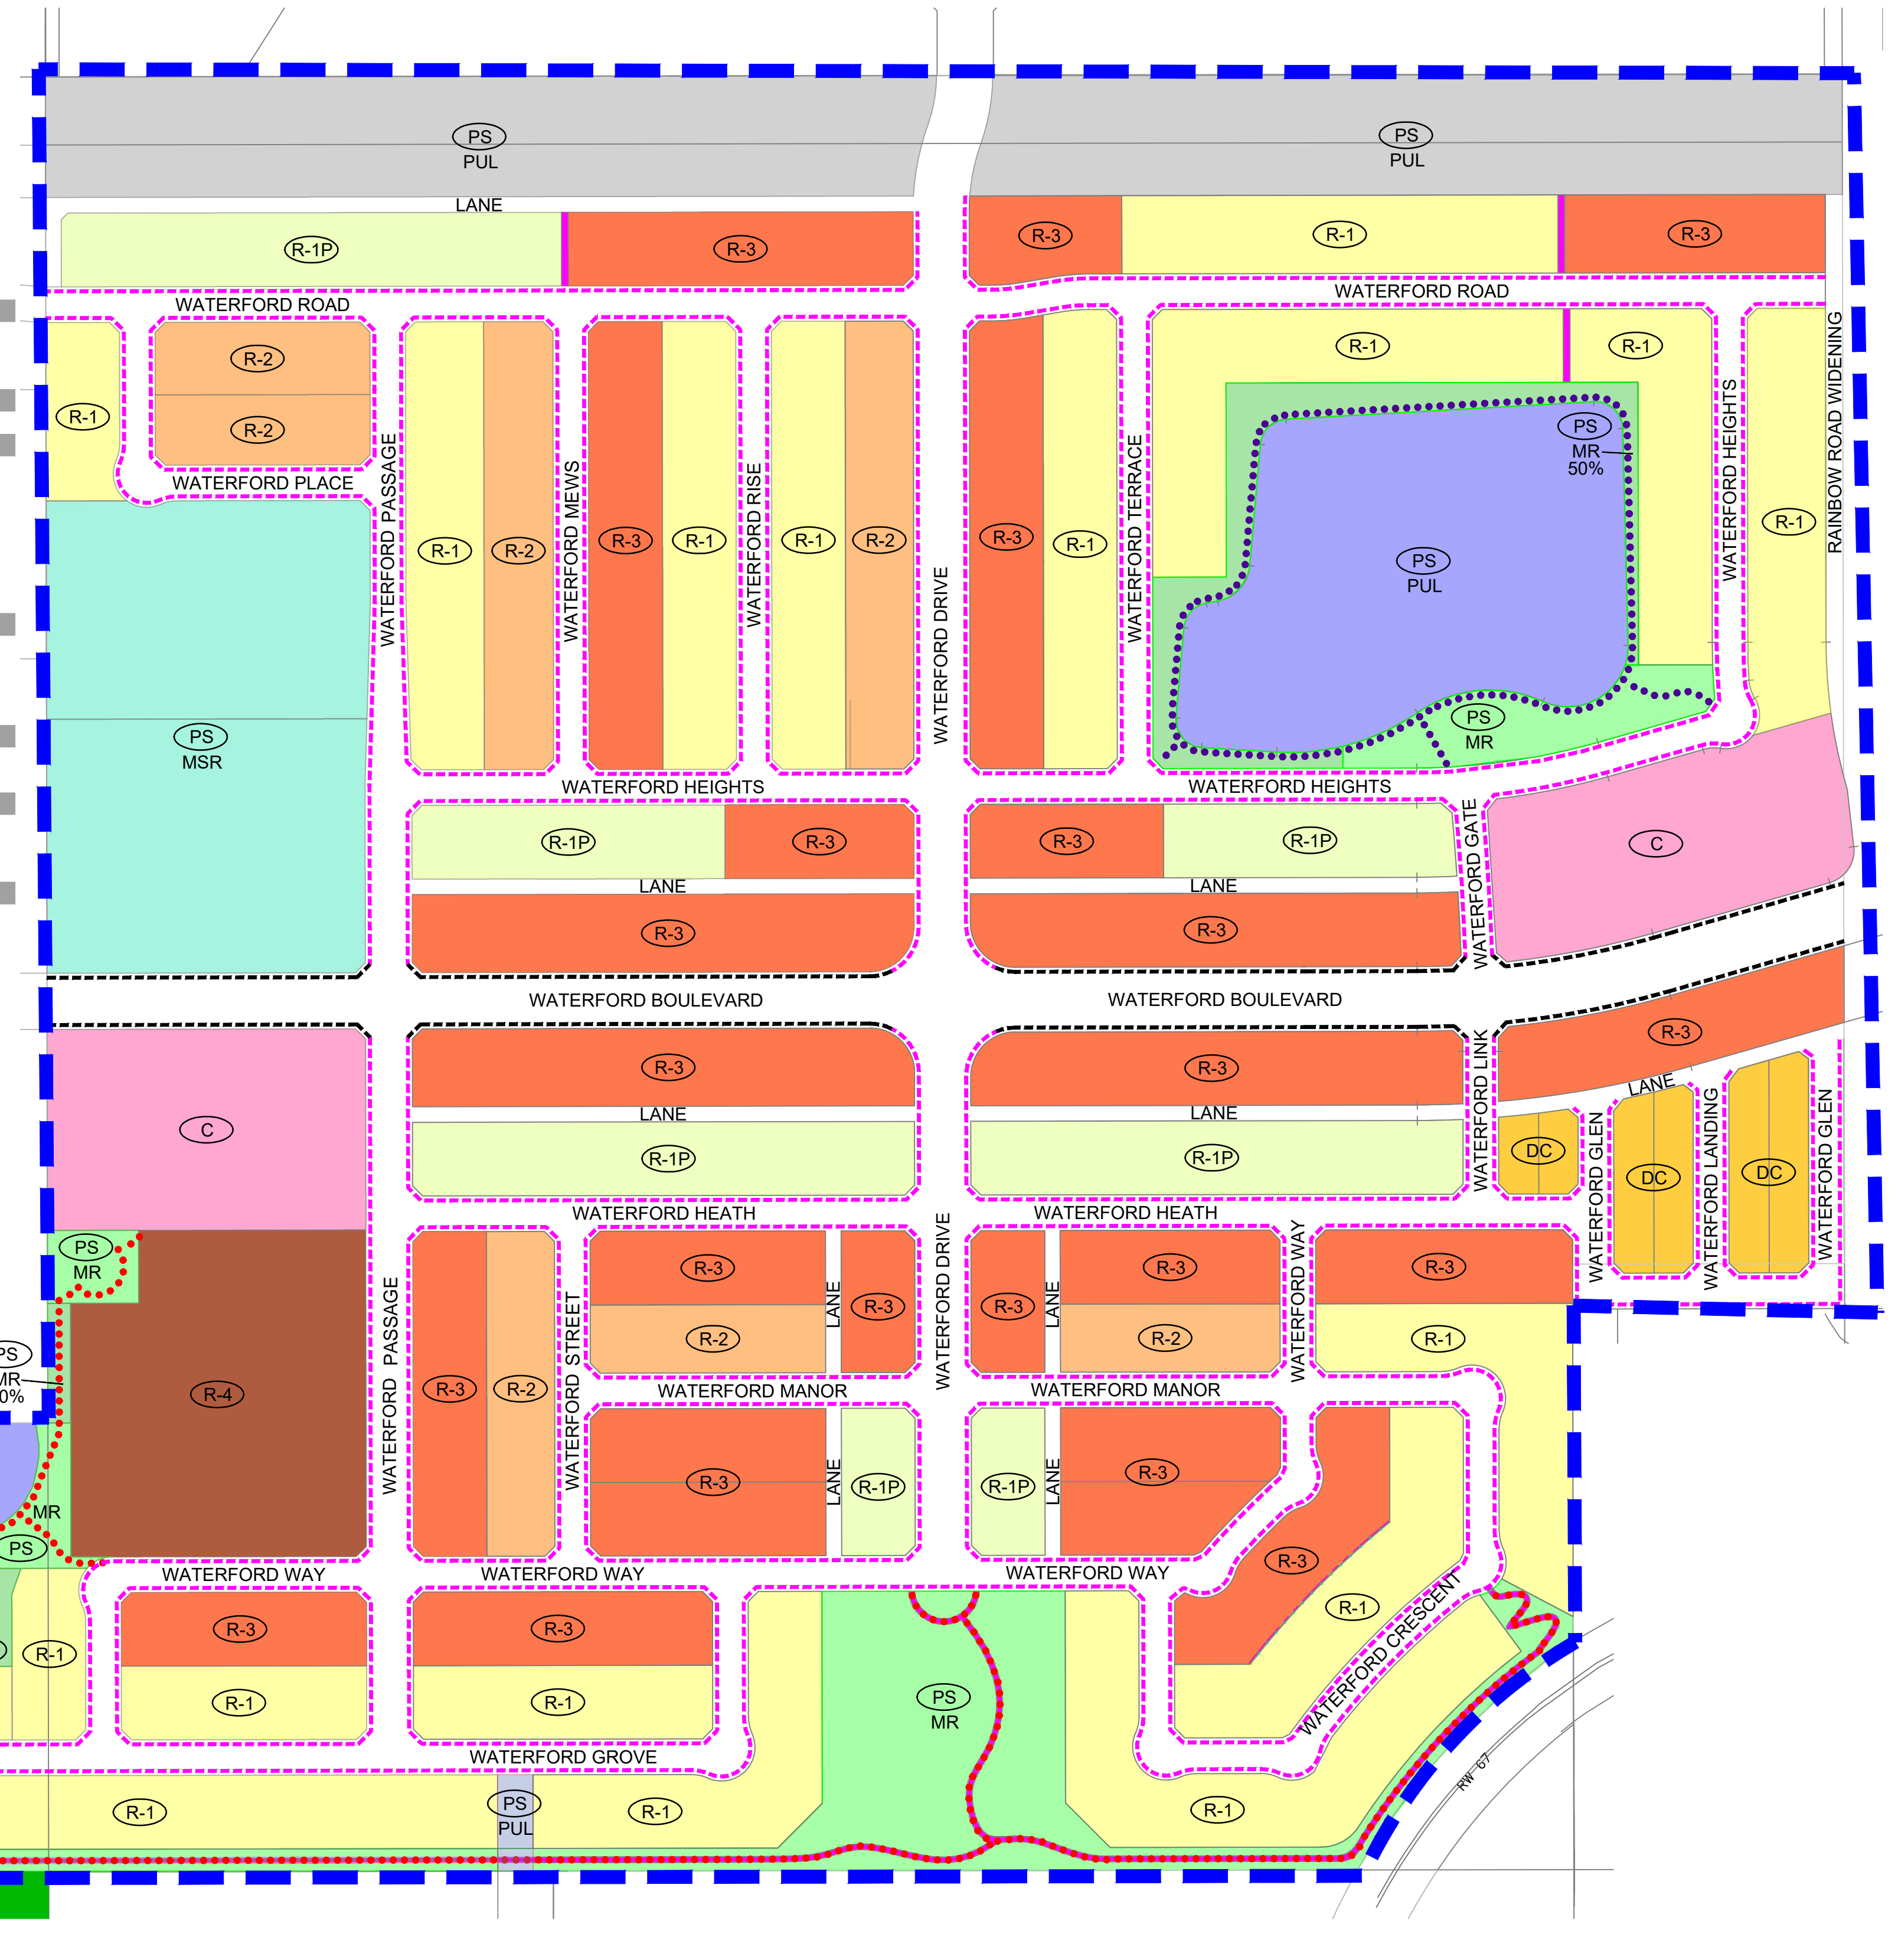 PS
PUL
PS
PUL
LANE
R-1P
R-3
R-3
R-1
R-3
WATERFORD ROAD
WATERFORD ROAD
R-1
R-2
R-2
WATERFORD PLACE
WATERFORD PASSAGE
R-1
R-2
WATERFORD MEWS
R-3
R-1
WATERFORD RISE
R-1
R-2
WATERFORD DRIVE
R-3
R-1
WATERFORD TERRACE
R-1
R-1
PS
MR
50%
PS
PUL
PS
MR
WATERFORD HEIGHTS
R-1
RAINBOW ROAD WIDENING
PS
MSR
WATERFORD HEIGHTS
WATERFORD HEIGHTS
R-1P
R-3
R-3
R-1P
WATERFORD GATE
C
LANE
LANE
R-3
R-3
WATERFORD BOULEVARD
WATERFORD BOULEVARD
R-3
C
R-3
R-3
WATERFORD LINK
LANE
LANE
LANE
R-1P
R-1P
DC
WATERFORD GLEN
DC
WATERFORD LANDING
DC
WATERFORD GLEN
WATERFORD HEATH
WATERFORD HEATH
PS
MR
R-4
WATERFORD PASSAGE
R-3
R-2
WATERFORD STREET
R-3
R-2
LANE
R-3
WATERFORD DRIVE
R-3
LANE
R-3
R-2
WATERFORD WAY
R-3
R-1
PS
MR
0%
WATERFORD MANOR
WATERFORD MANOR
R-3
LANE
R-1P
R-1P
LANE
R-3
MR
PS
R-3
R-1
WATERFORD CRESCENT
WATERFORD WAY
WATERFORD WAY
WATERFORD WAY
R-1
R-3
R-1
R-3
R-1
PS
MR
WATERFORD GROVE
R-1
PS
PUL
R-1
R-1
RW 67